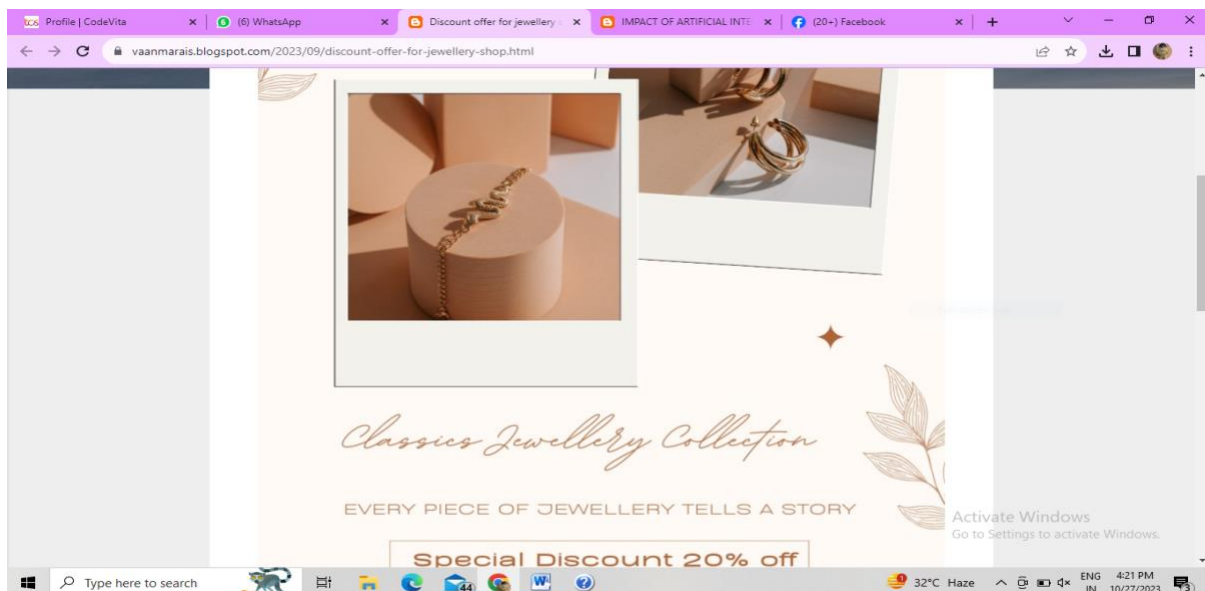 Profile | CodeVita
(6) WhatsApp
Discount offer for jewellery
IMPACT OF ARTIFICIAL INTE
(20+) Facebook
vaanmarais.blogspot.com/2023/09/discount-offer-for-jewellery-shop.html
Classics Jewellery Collection
EVERY PIECE OF JEWELLERY TELLS A STORY
Special Discount 20% off
Activate Windows
Go to Settings to activate Windows.
Type here to search
44
32°C Haze
ENG
4:21 PM
IN
10/27/2023
3